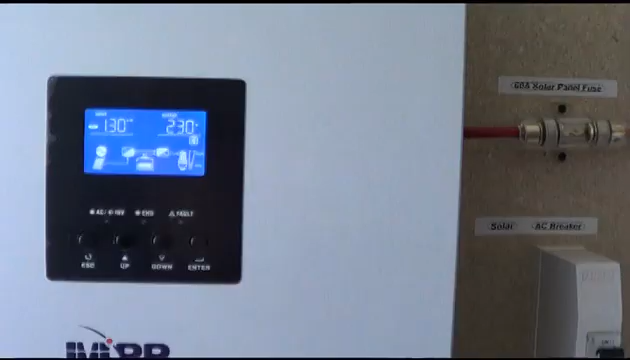 60A Solar Panel Fuse
130
230
AC/ INV CHG FAULT
Solar AC Breaker
ESC UP DOWN ENTER